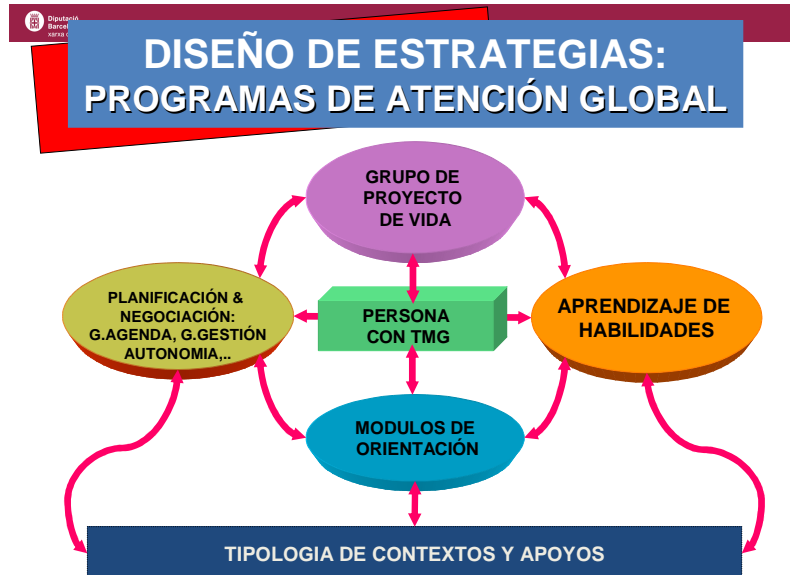 Diputació
Barcel
xarxa
DISEÑO DE ESTRATEGIAS:
PROGRAMAS DE ATENCIÓN GLOBAL
GRUPO DE
PROYECTO
DE VIDA
PLANIFICACIÓN &
NEGOCIACIÓN:
G.AGENDA, G.GESTIÓN
AUTONOMIA,..
PERSONA
CON TMG
APRENDIZAJE DE
HABILIDADES
MODULOS DE
ORIENTACIÓN
TIPOLOGIA DE CONTEXTOS Y APOYOS